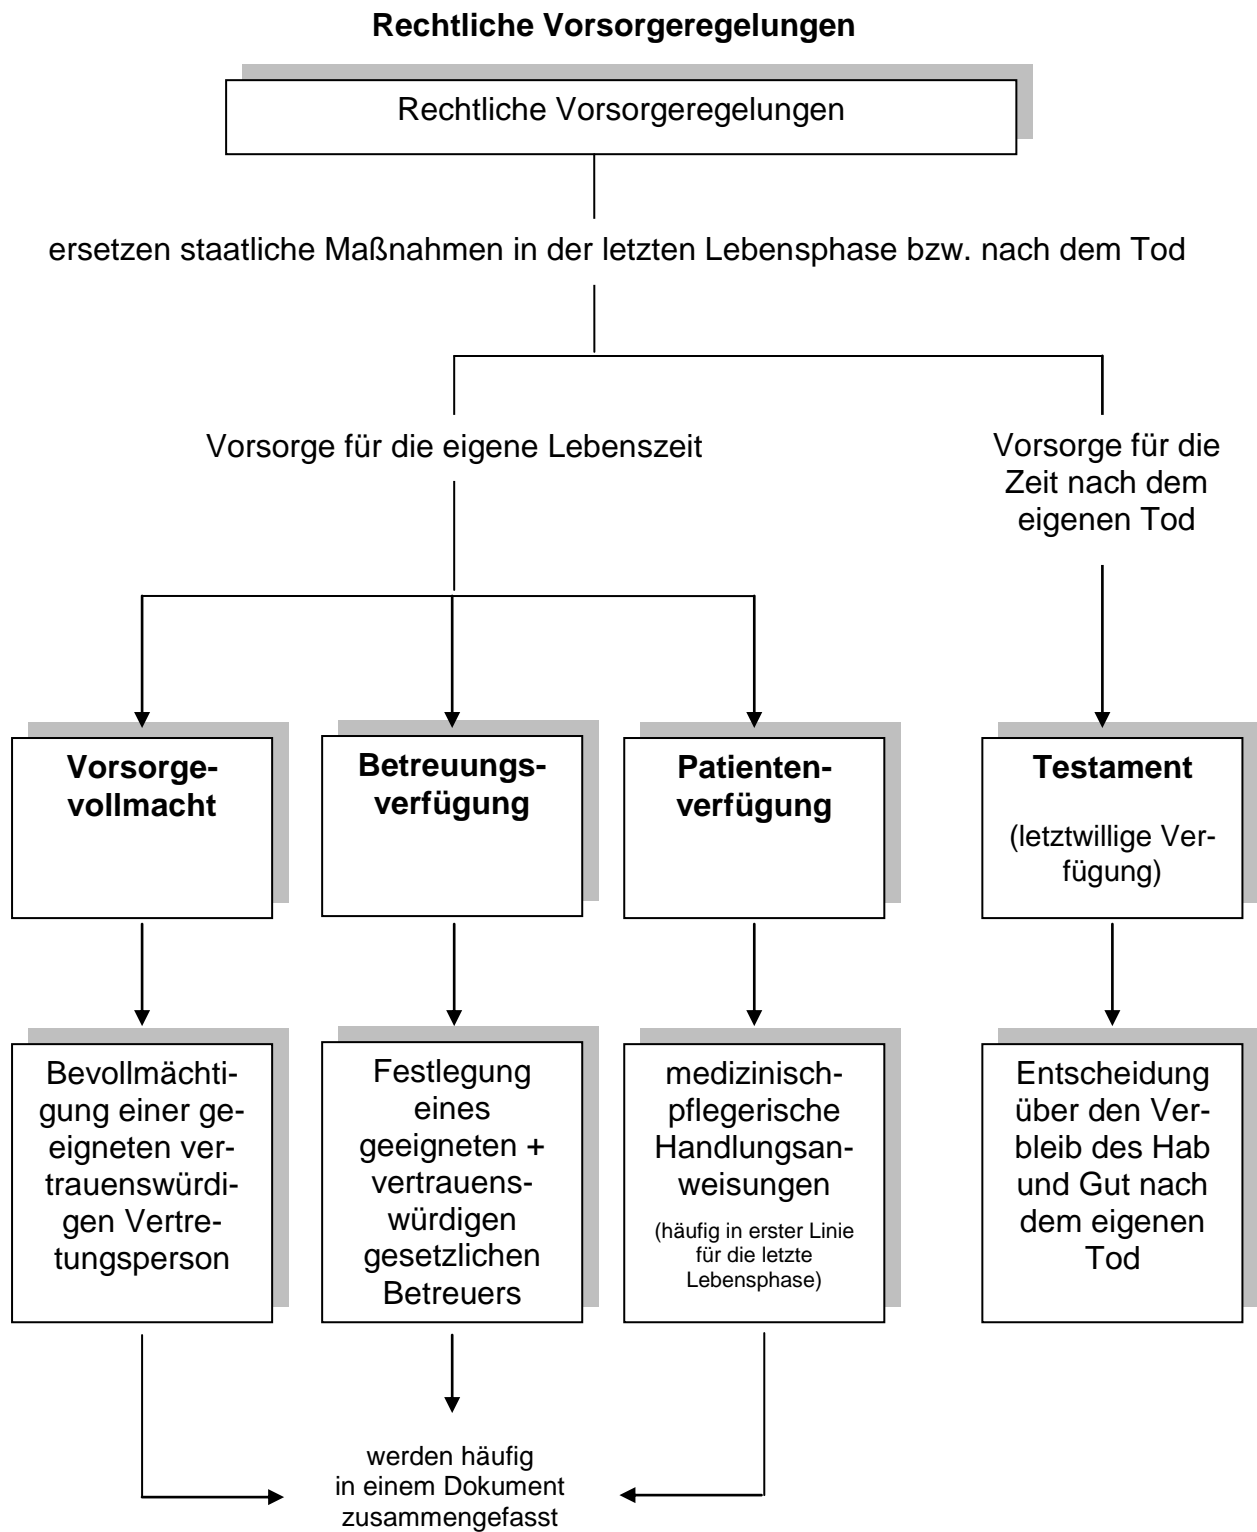 Rechtliche Vorsorgeregelungen
Rechtliche Vorsorgeregelungen
ersetzen staatliche Maßnahmen in der letzten Lebensphase bzw. nach dem Tod
Vorsorge für die eigene Lebenszeit
Vorsorge für die
Zeit nach dem
eigenen Tod
Vorsorge-
vollmacht
Betreuungs-
verfügung
Patienten-
verfügung
Testament
(letztwillige Ver-
fügung)
Bevollmächti-
gung einer ge-
eigneten ver-
trauenswürdi-
gen Vertre-
tungsperson
Festlegung
eines
geeigneten +
vertrauens-
würdigen
gesetzlichen
Betreuers
medizinisch-
pflegerische
Handlungsan-
weisungen
(häufig in erster Linie
für die letzte
Lebensphase)
Entscheidung
über den Ver-
bleib des Hab
und Gut nach
dem eigenen
Tod
werden häufig
in einem Dokument
zusammengefasst